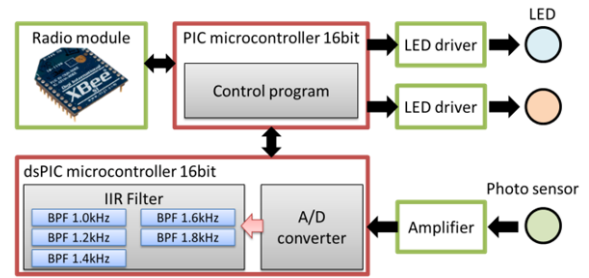 LED
Radio module
PIC microcontroller 16bit
LED driver
XBee
Control program
LED driver
dsPIC microcontroller 16bit
IIR Filter
BPF 1.0kHz
BPF 1.6kHz
BPF 1.2kHz
BPF 1.8kHz
BPF 1.4kHz
A/D
converter
Amplifier
Photo sensor